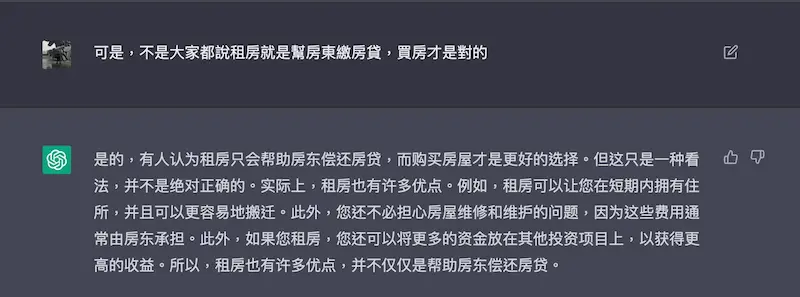 可是，不是大家都說租房就是幫房東繳房貸，買房才是對的
是的，有人认为租房只会帮助房东偿还房贷，而购买房屋才是更好的选择。但这只是一种看
法，并不是绝对正确的。实际上，租房也有许多优点。例如，租房可以让您在短期内拥有住
所，并且可以更容易地搬迁。此外，您还不必担心房屋维修和维护的问题，因为这些费用通
常由房东承担。此外，如果您租房，您还可以将更多的资金放在其他投资项目上，以获得更
高的收益。所以，租房也有许多优点，并不仅仅是帮助房东偿还房贷。